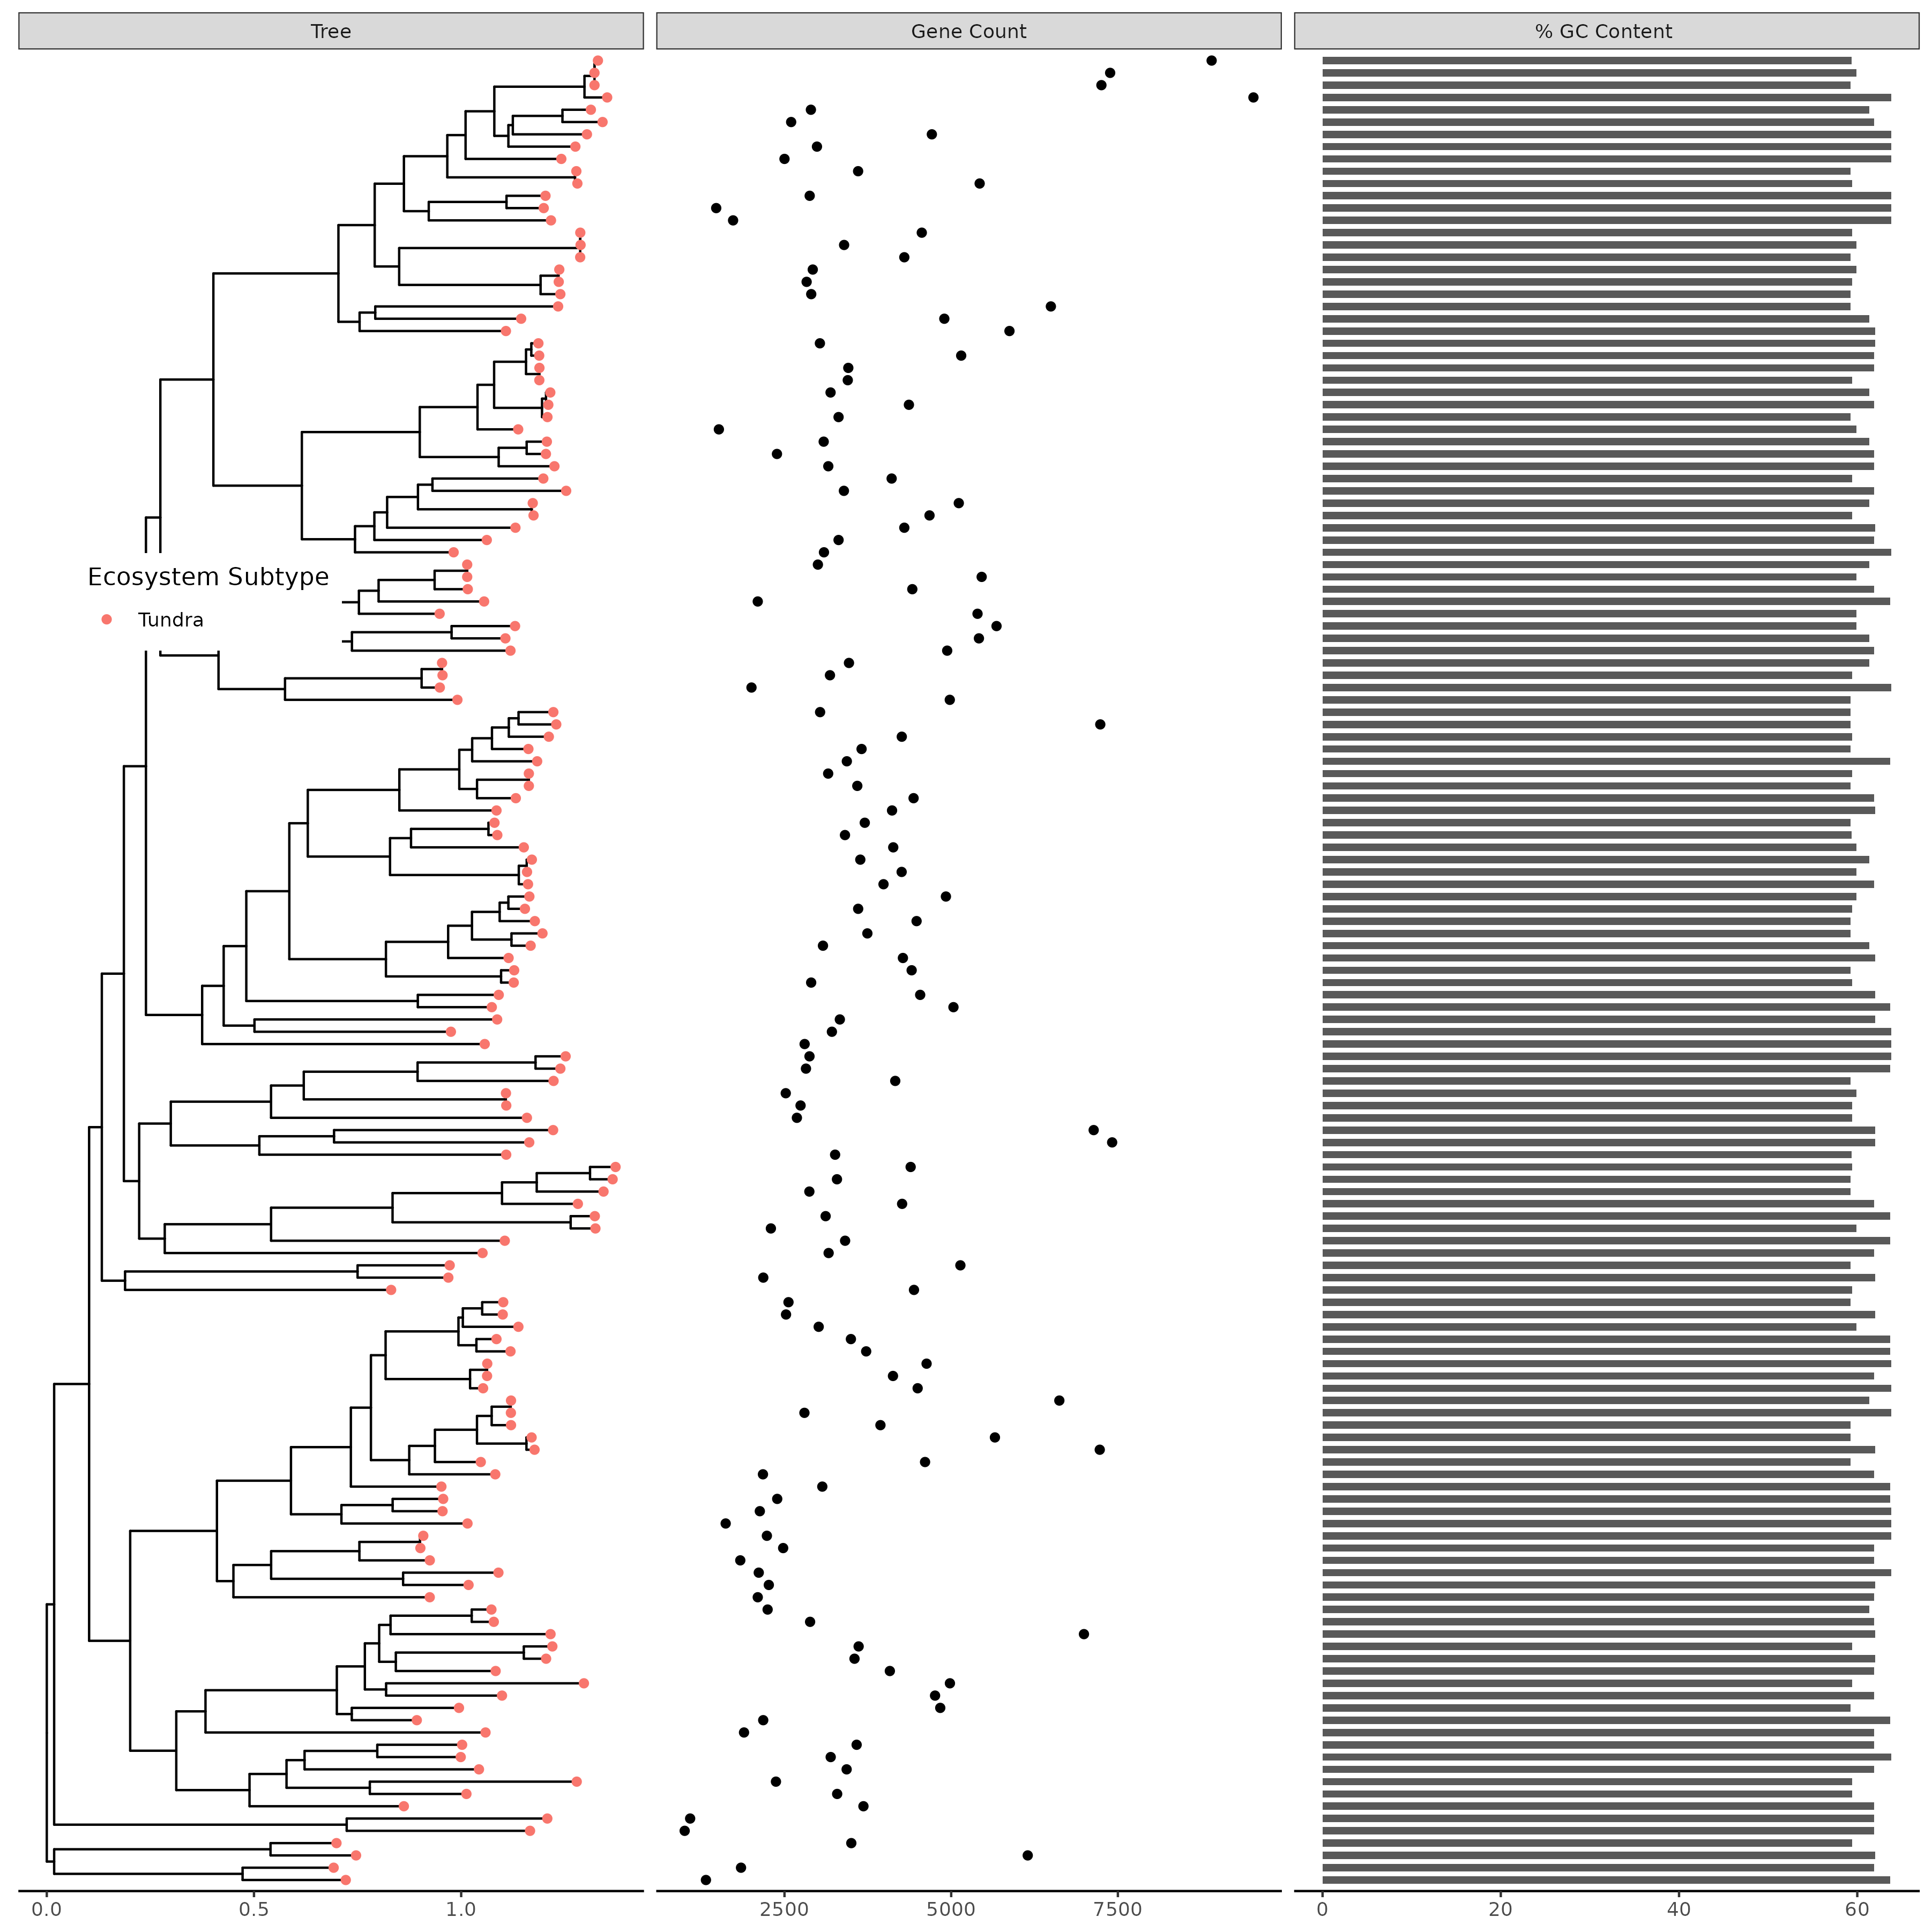 Tree
Gene Count
% GC Content
Ecosystem Subtype
Tundra
0.0 0.5 1.0
2500 5000 7500
0 20 40 60